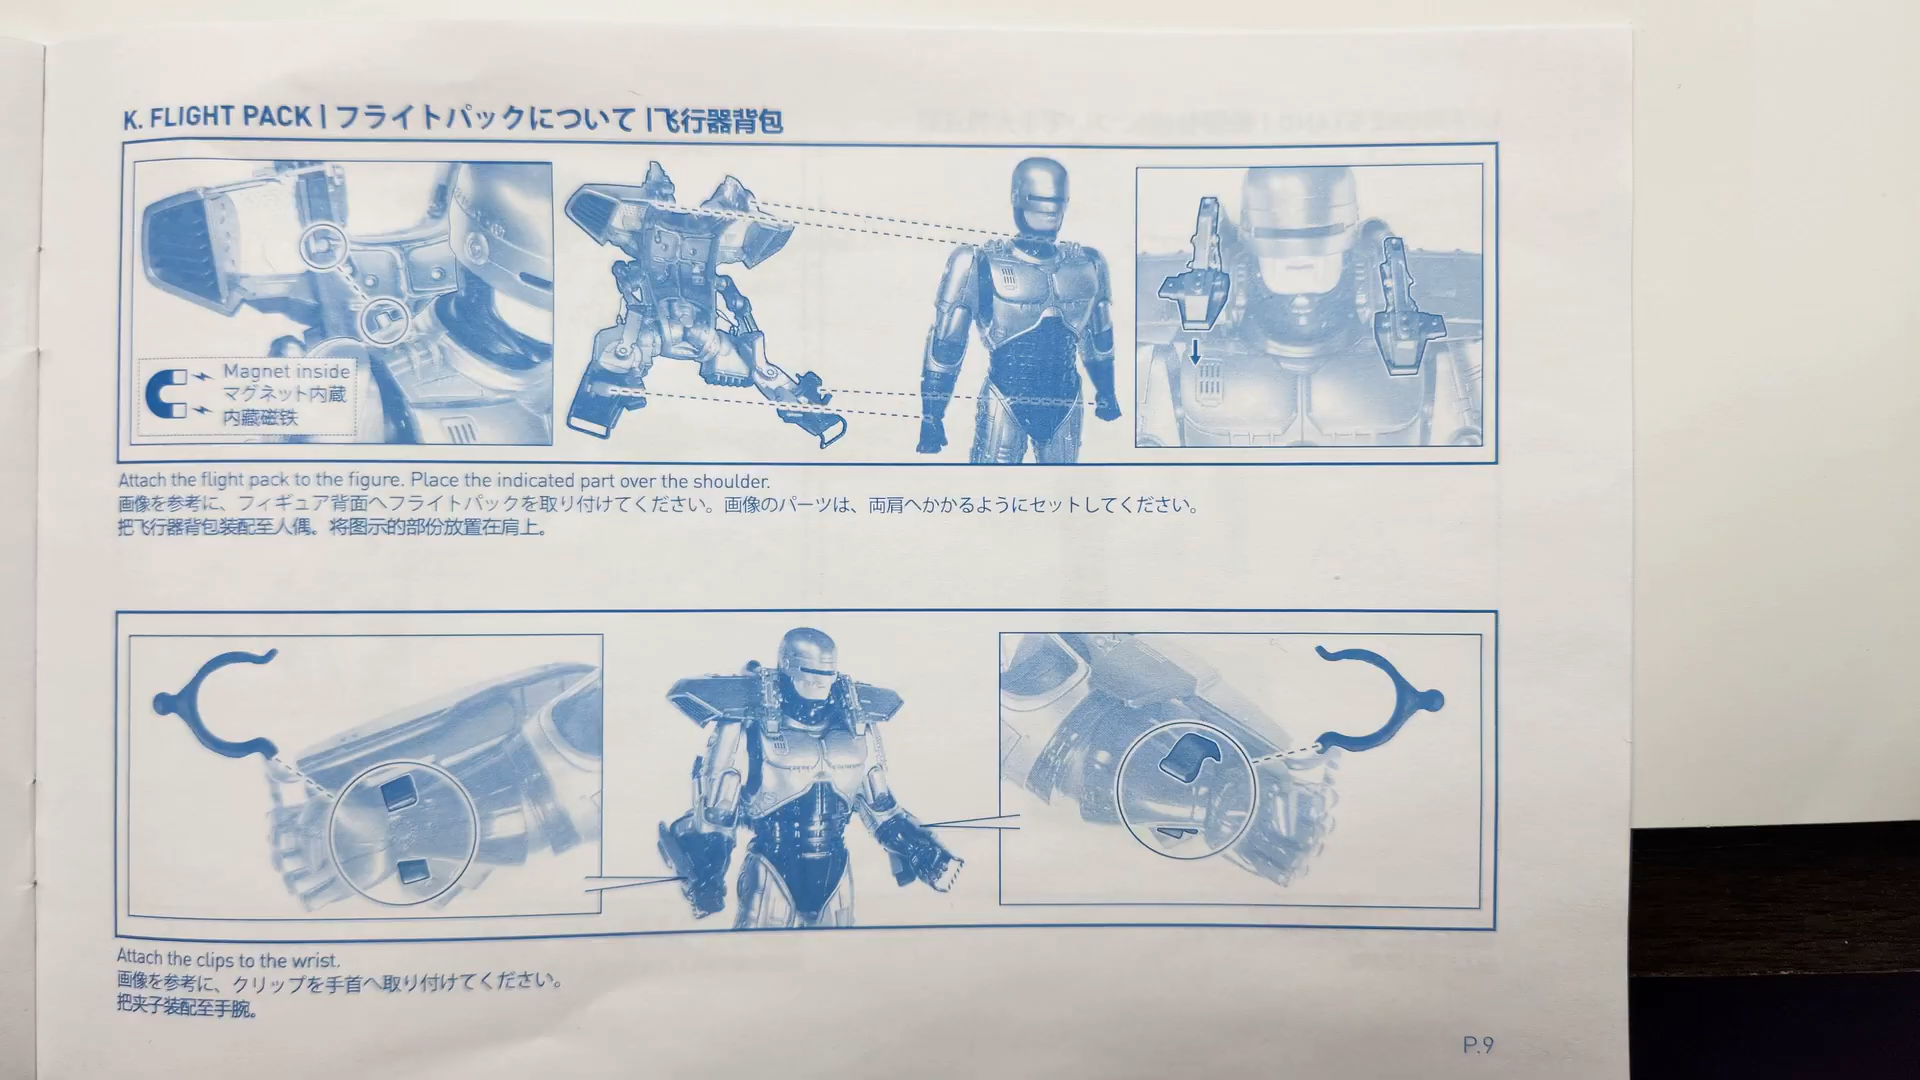 K. FLIGHT PACK | フライトパックについて | 飞行器背包
Magnet inside
マグネット内蔵
内藏磁铁
Attach the flight pack to the figure. Place the indicated part over the shoulder.
画像を参考に、フィギュア背面へフライトパックを取り付けてください。画像のパーツは、両肩へかかるようにセットしてください。
把飞行器背包装配至人偶。将图示的部份放置在肩上。
Attach the clips to the wrist.
画像を参考に、クリップを手首へ取り付けてください。
把夹子装配至手腕。
P.9